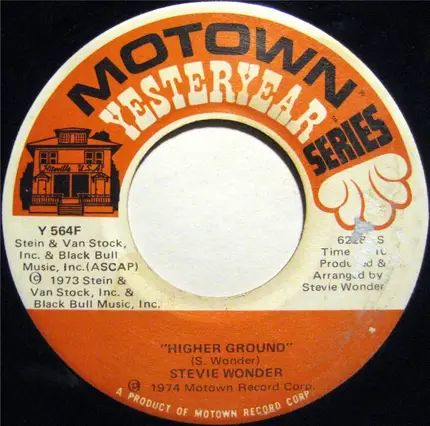 MOTOWN
YESTERYEAR
SERIES
Y 564F
Stein & Van Stock,
Inc. & Black Bull
Music, Inc.(ASCAP)
© 1973 Stein &
Van Stock, Inc. &
Black Bull Music, Inc.
Time
Produced &
Arranged by
Stevie Wonder
"HIGHER GROUND"
(S. Wonder)
STEVIE WONDER
℗ 1974 Motown Record Corp.
A PRODUCT OF MOTOWN RECORD CORP.